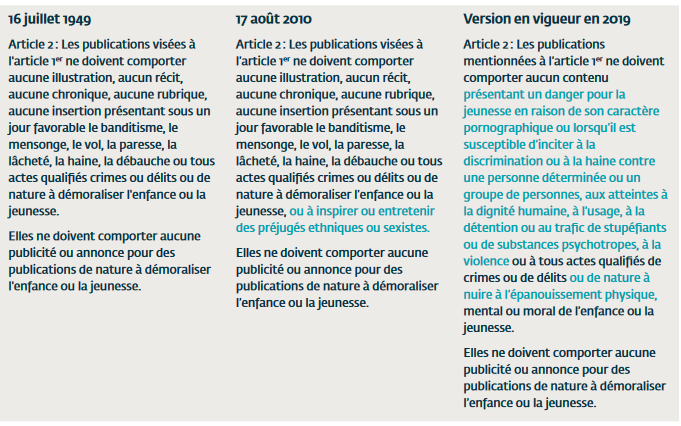 16 juillet 1949
Article 2 : Les publications visées à
l'article 1er ne doivent comporter
aucune illustration, aucun récit,
aucune chronique, aucune rubrique,
aucune insertion présentant sous un
jour favorable le banditisme, le
mensonge, le vol, la paresse, la
lâcheté, la haine, la débauche ou tous
actes qualifiés crimes ou délits ou de
nature à démoraliser l'enfance ou la
jeunesse.
Elles ne doivent comporter aucune
publicité ou annonce pour des
publications de nature à démoraliser
l'enfance ou la jeunesse.
17 août 2010
Article 2 : Les publications visées à
l'article 1er ne doivent comporter
aucune illustration, aucun récit,
aucune chronique, aucune rubrique,
aucune insertion présentant sous un
jour favorable le banditisme, le
mensonge, le vol, la paresse, la
lâcheté, la haine, la débauche ou tous
actes qualifiés crimes ou délits ou de
nature à démoraliser l'enfance ou la
jeunesse, ou à inspirer ou entretenir
des préjugés ethniques ou sexistes.
Elles ne doivent comporter aucune
publicité ou annonce pour des
publications de nature à démoraliser
l'enfance ou la jeunesse.
Version en vigueur en 2019
Article 2 : Les publications
mentionnées à l'article 1er ne doivent
comporter aucun contenu
présentant un danger pour la
jeunesse en raison de son caractère
pornographique ou lorsqu'il est
susceptible d'inciter à la
discrimination ou à la haine contre
une personne déterminée ou un
groupe de personnes, aux atteintes à
la dignité humaine, à l'usage, à la
détention ou au trafic de stupéfiants
ou de substances psychotropes, à la
violence ou à tous actes qualifiés de
crimes ou de délits ou de nature à
nuire à l'épanouissement physique,
mental ou moral de l'enfance ou la
jeunesse.
Elles ne doivent comporter aucune
publicité ou annonce pour des
publications de nature à démoraliser
l'enfance ou la jeunesse.